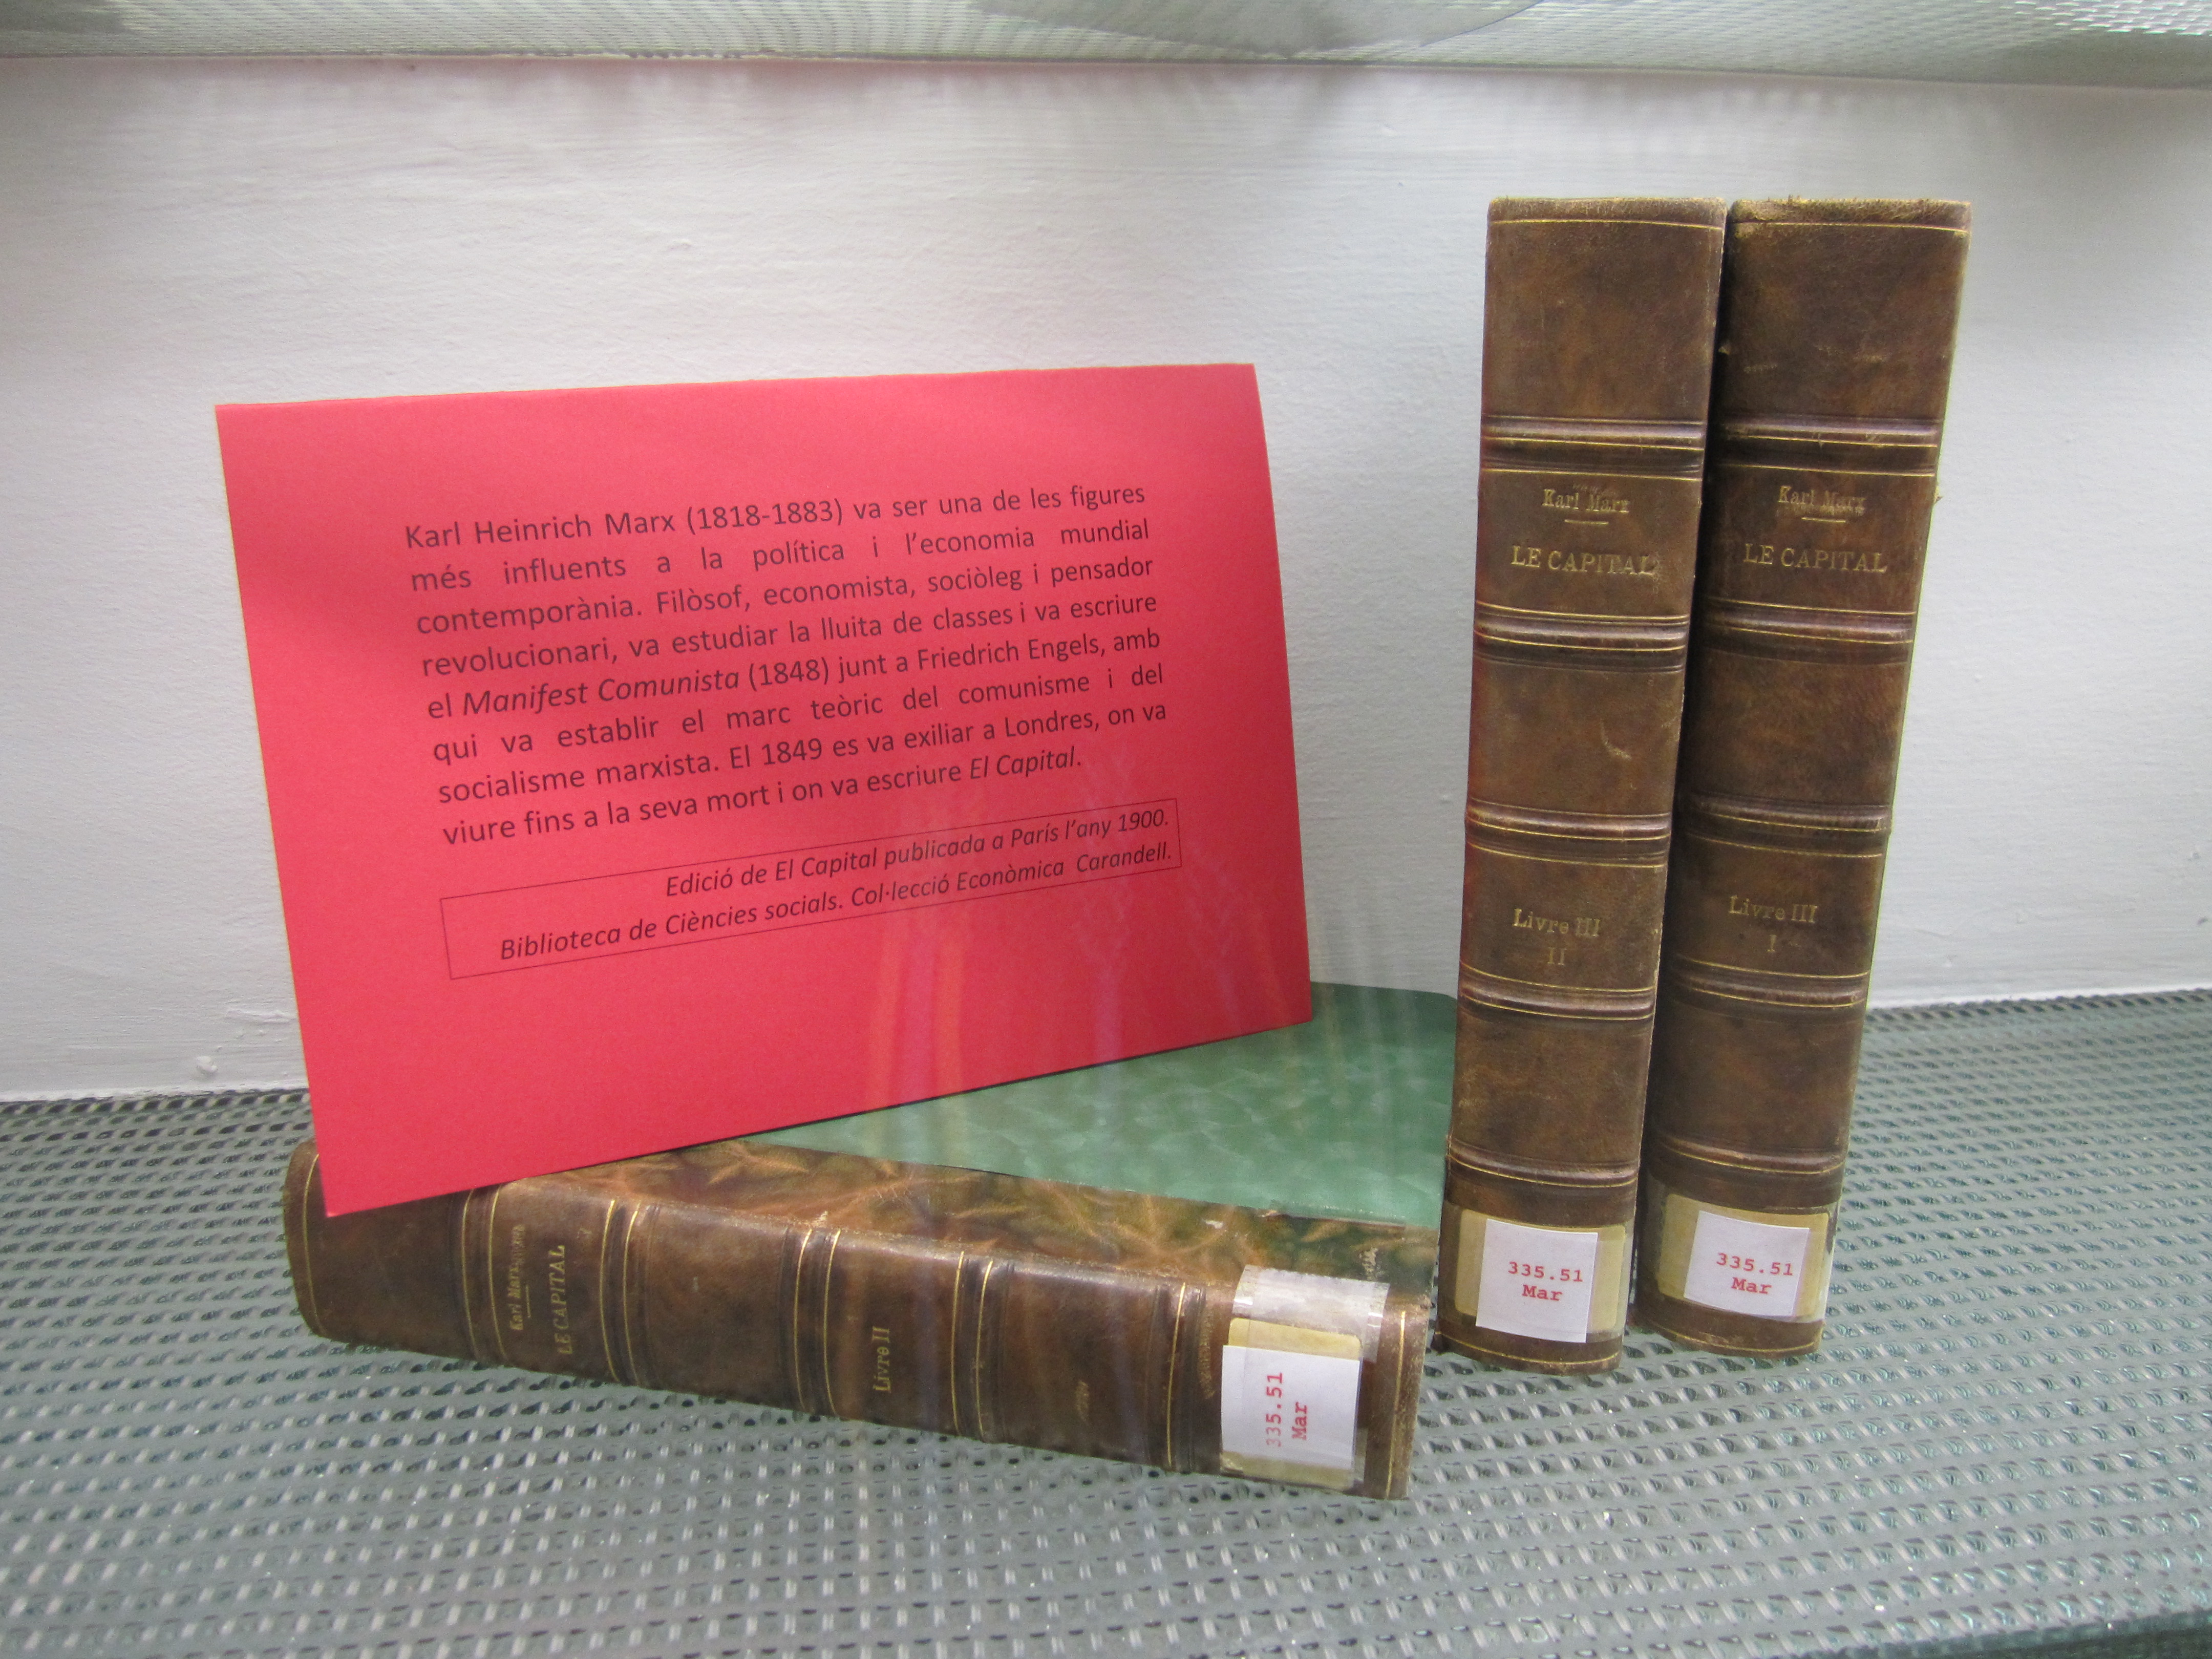 Karl Heinrich Marx (1818-1883) va ser una de les figures
més influents a la política i l'economia mundial
contemporània. Filòsof, economista, sociòleg i pensador
revolucionari, va estudiar la lluita de classes i va escriure
el Manifest Comunista (1848) junt a Friedrich Engels, amb
qui va establir el marc teòric del comunisme i del
socialisme marxista. El 1849 es va exiliar a Londres, on va
viure fins a la seva mort i on va escriure El Capital.
Edició de El Capital publicada a París l'any 1900.
Biblioteca de Ciències socials. Col·lecció Econòmica Carandell.
Karl Marx
LE CAPITAL
Livre II
335.51
Mar
Karl Marx
LE CAPITAL
Livre III
II
335.51
Mar
Karl Marx
LE CAPITAL
Livre III
I
335.51
Mar